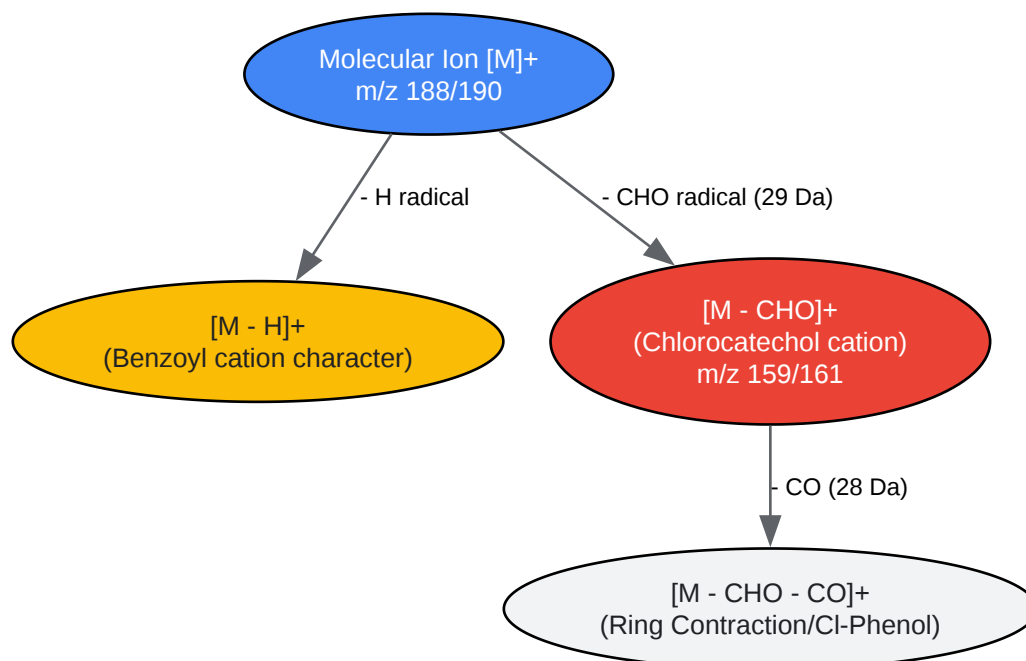 Molecular Ion [M]+
m/z 188/190
- H radical
- CHO radical (29 Da)
[M - H]+
(Benzoyl cation character)
[M - CHO]+
(Chlorocatechol cation)
m/z 159/161
- CO (28 Da)
[M - CHO - CO]+
(Ring Contraction/Cl-Phenol)